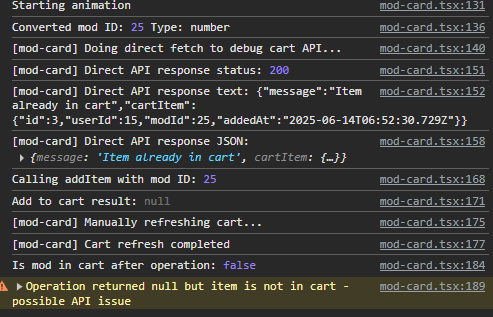 Starting animation mod-card.tsx:131
Converted mod ID: 25 Type: number mod-card.tsx:136
[mod-card] Doing direct fetch to debug cart API... mod-card.tsx:140
[mod-card] Direct API response status: 200 mod-card.tsx:151
[mod-card] Direct API response text: {"message":"Item mod-card.tsx:152
already in cart","cartItem":
{"id":3,"userId":15,"modId":25,"addedAt":"2025-06-14T06:52:30.729Z"}}
[mod-card] Direct API response JSON: mod-card.tsx:158
▶ {message: 'Item already in cart', cartItem: {…}}
Calling addItem with mod ID: 25 mod-card.tsx:168
Add to cart result: null mod-card.tsx:171
[mod-card] Manually refreshing cart... mod-card.tsx:175
[mod-card] Cart refresh completed mod-card.tsx:177
Is mod in cart after operation: false mod-card.tsx:184
▶ Operation returned null but item is not in cart - mod-card.tsx:189
possible API issue